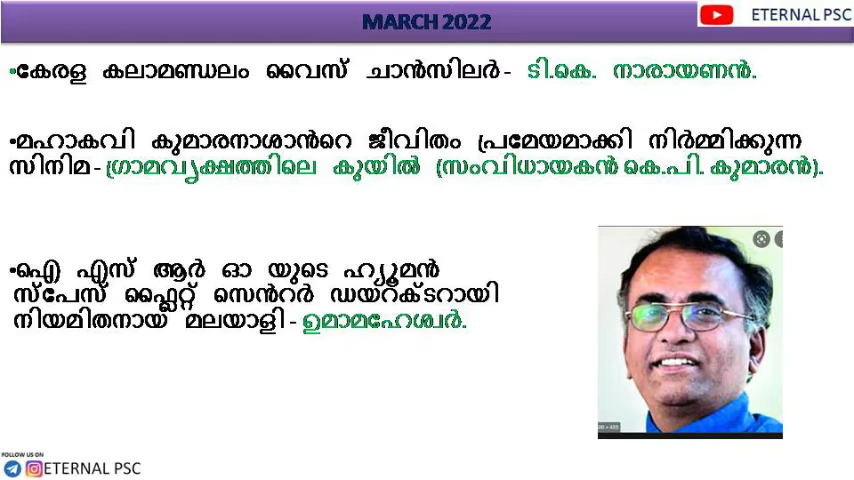 MARCH 2022
ETERNAL PSC
•കേരള കലാമണ്ഡലം വൈസ് ചാൻസിലർ- ടി.കെ. നാരായണൻ.
•മഹാകവി കുമാരനാശാൻറെ ജീവിതം പ്രമേയമാക്കി നിർമ്മിക്കുന്ന
സിനിമ-ഗ്രാമവൃക്ഷത്തിലെ കുയിൽ (സംവിധായകൻ കെ.പി. കുമാരൻ).
•ഐ എസ് ആർ ഓ യുടെ ഹ്യൂമൻ
സ്പേസ് ഫ്ലൈറ്റ് സെൻറർ ഡയറക്ടറായി
നിയമിതനായ മലയാളി- ഉമാമഹേശ്വർ.
FOLLOW US ON
ETERNAL PSC